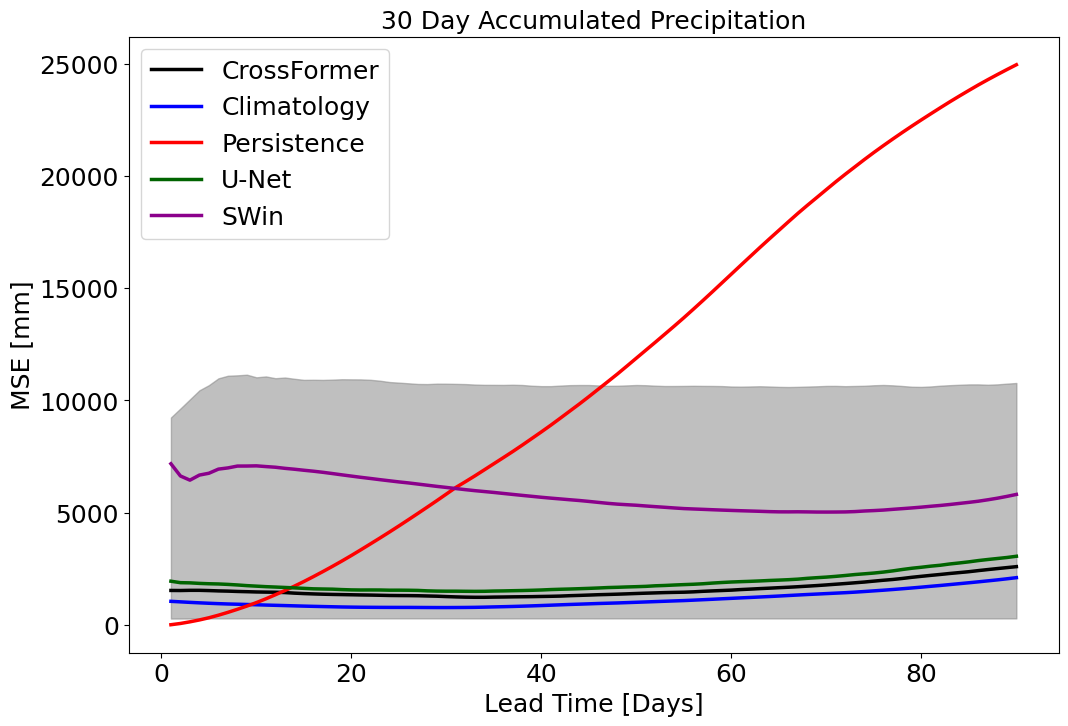 30 Day Accumulated Precipitation
CrossFormer
Climatology
Persistence
U-Net
SWin
MSE [mm]
25000
20000
15000
10000
5000
0
0 20 40 60 80
Lead Time [Days]